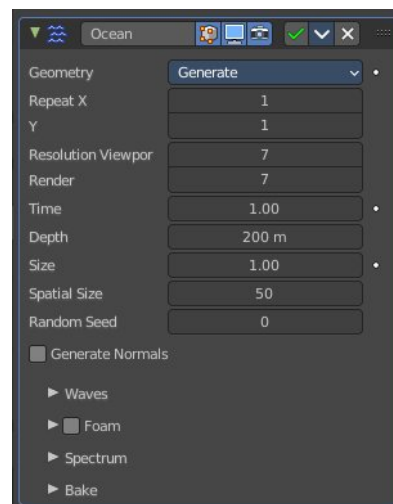 Ocean
Geometry Generate
Repeat X 1
Y 1
Resolution Viewpor 7
Render 7
Time 1.00
Depth 200 m
Size 1.00
Spatial Size 50
Random Seed 0
Generate Normals
Waves
Foam
Spectrum
Bake